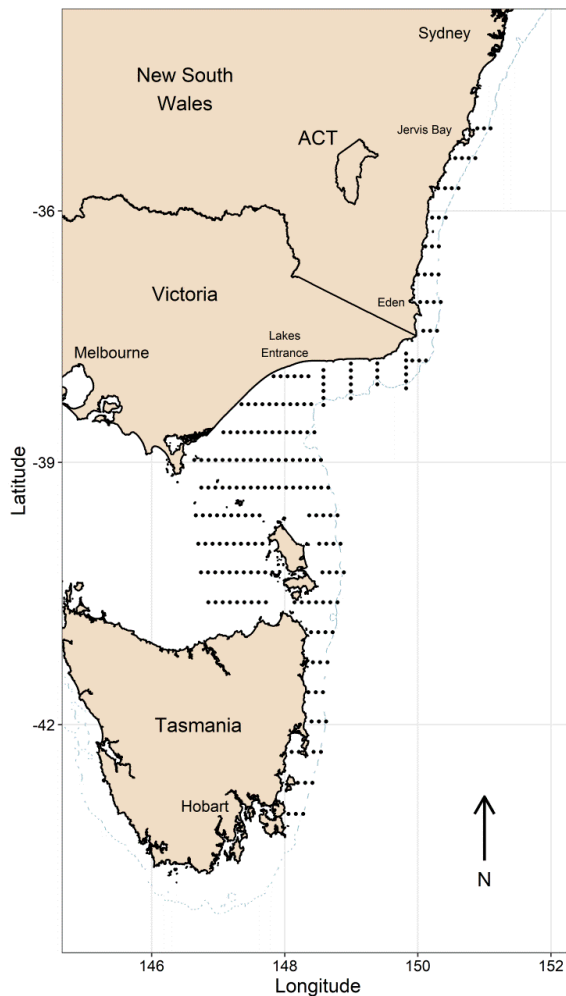 Sydney
New South
Wales
Jervis Bay
ACT
-36
Victoria
Eden
Lakes
Entrance
Melbourne
-39
Latitude
-42
Tasmania
Hobart
N
146
148
150
152
Longitude